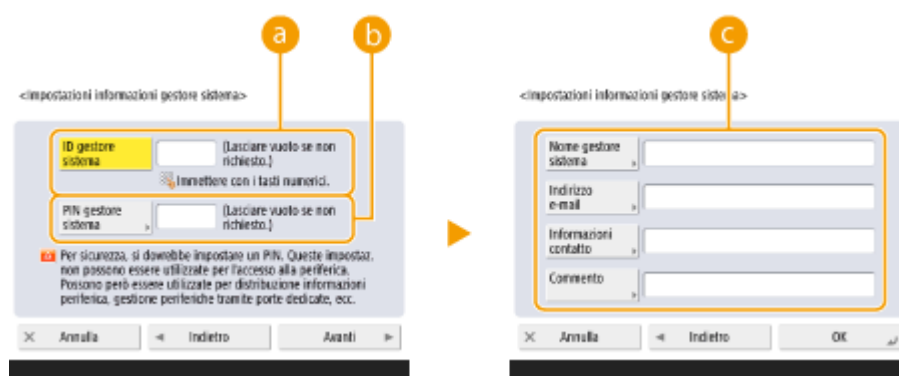 a
b
c
<Impostazioni informazioni gestore sistema>
ID gestore
sistema
(Lasciare vuoto se non
richiesto.)
Immettere con i tasti numerici.
PIN gestore
sistema
(Lasciare vuoto se non
richiesto.)
Per sicurezza, si dovrebbe impostare un PIN. Queste impostaz.
non possono essere utilizzate per l'accesso alla periferica.
Possono però essere utilizzate per distribuzione informazioni
periferica, gestione periferiche tramite porte dedicate, ecc.
Annulla
Indietro
Avanti
<Impostazioni informazioni gestore sistema>
Nome gestore
sistema
Indirizzo
e-mail
Informazioni
contatto
Commento
Annulla
Indietro
OK